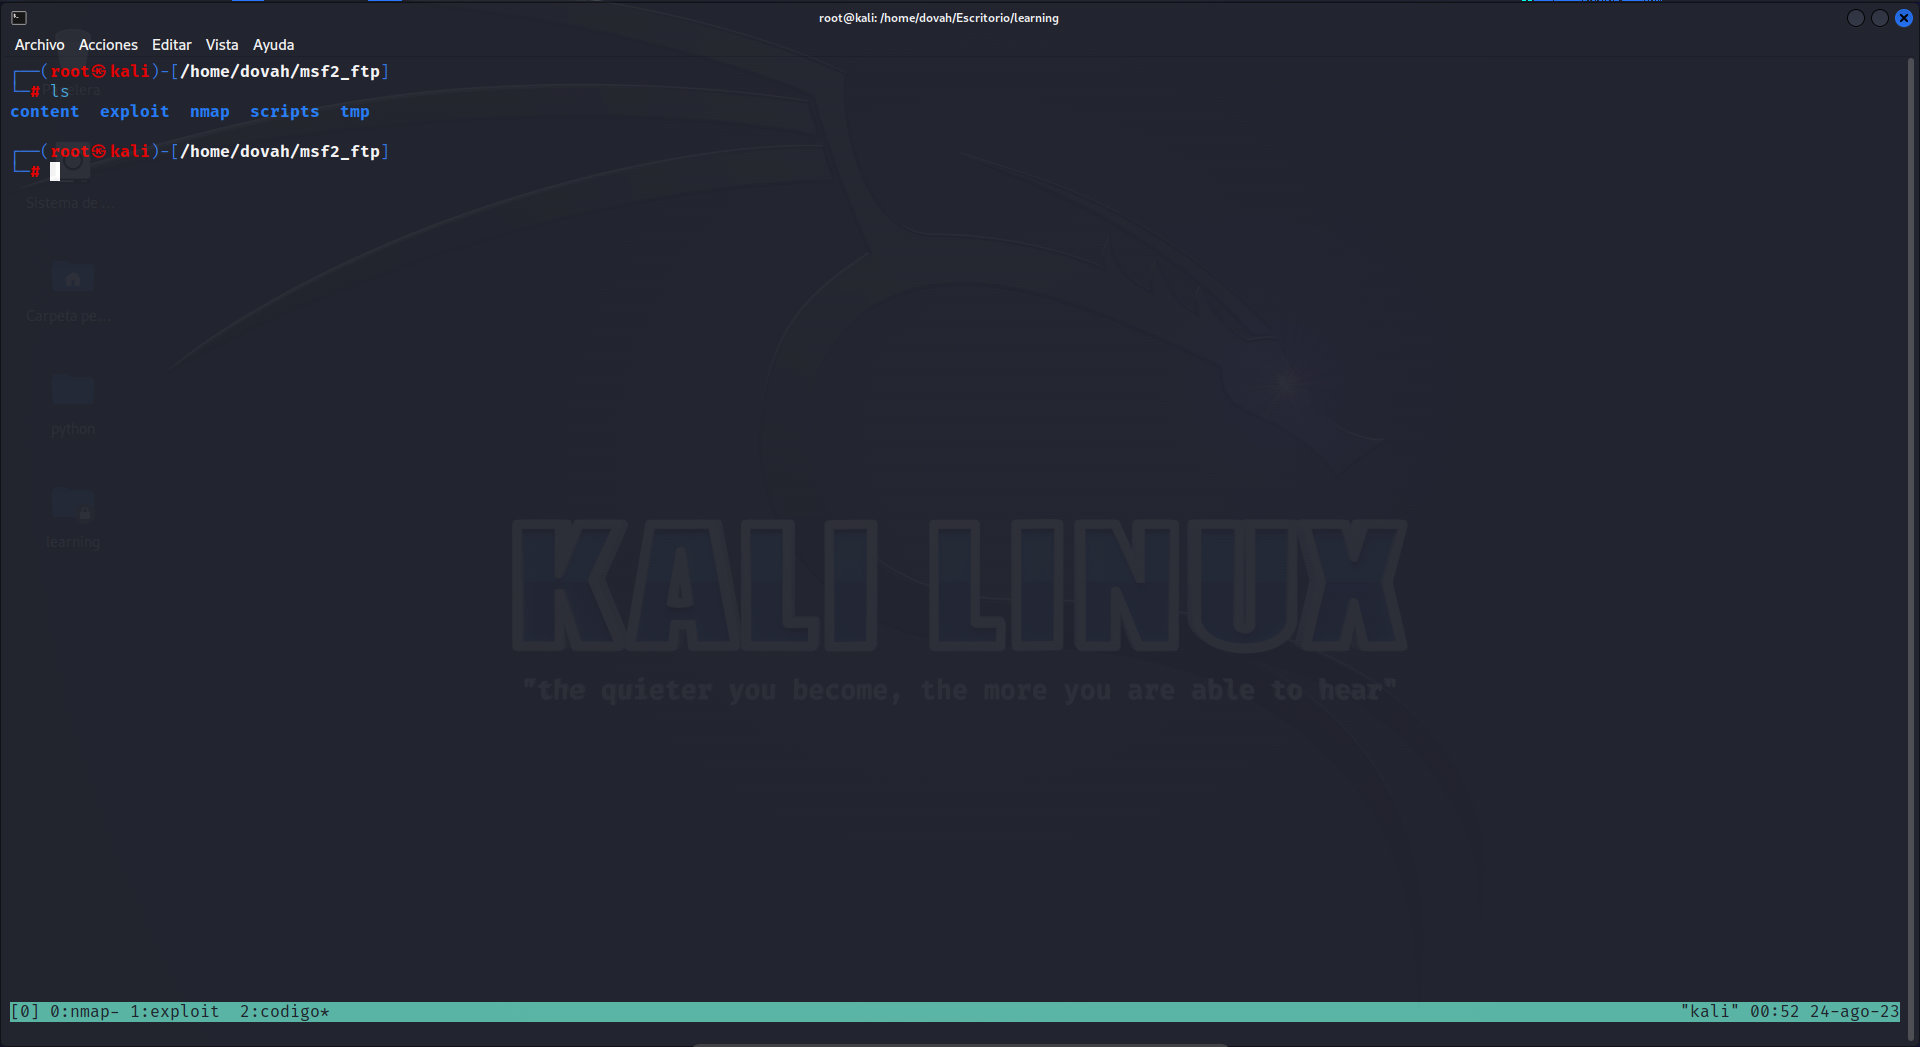 root@kali: /home/dovah/Escritorio/learning
Archivo Acciones Editar Vista Ayuda
┌──(root㉿kali)-[/home/dovah/msf2_ftp]
└─# ls
Papelera
content exploit nmap scripts tmp
┌──(root㉿kali)-[/home/dovah/msf2_ftp]
└─#
Sistema de ...
Carpeta pe...
python
learning
KALI LINUX
"the quieter you become, the more you are able to hear"
[0] 0:nmap- 1:exploit 2:codigo* "kali" 00:52 24-ago-23